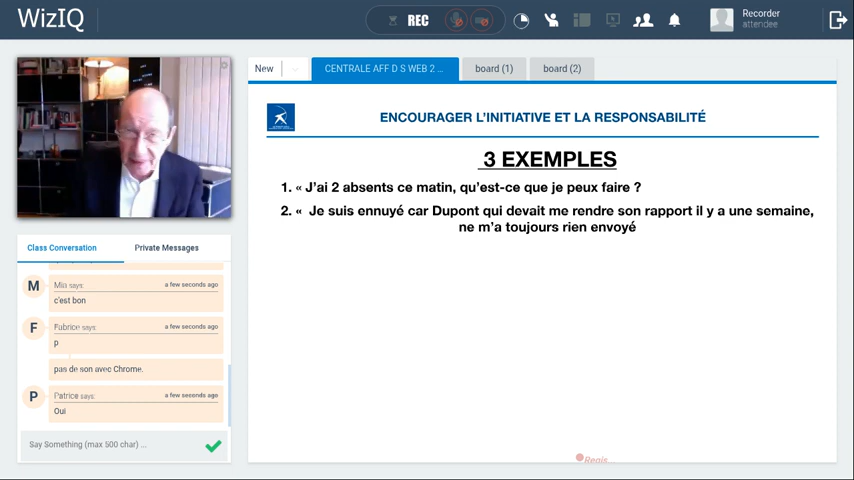 WizIQ
REC
Recorder
attendee
New
CENTRALE AFF D S WEB 2 ...
board (1)
board (2)
ENCOURAGER L'INITIATIVE ET LA RESPONSABILITÉ
3 EXEMPLES
1. « J'ai 2 absents ce matin, qu'est-ce que je peux faire ?
2. « Je suis ennuyé car Dupont qui devait me rendre son rapport il y a une semaine,
ne m'a toujours rien envoyé
Class Conversation
Private Messages
M
says:
a few seconds ago
c'est bon
F
Fabrice says:
a few seconds ago
p
pas de son avec Chrome.
P
Patrice says:
a few seconds ago
Oui
Say Something (max 500 char) ...
Regis